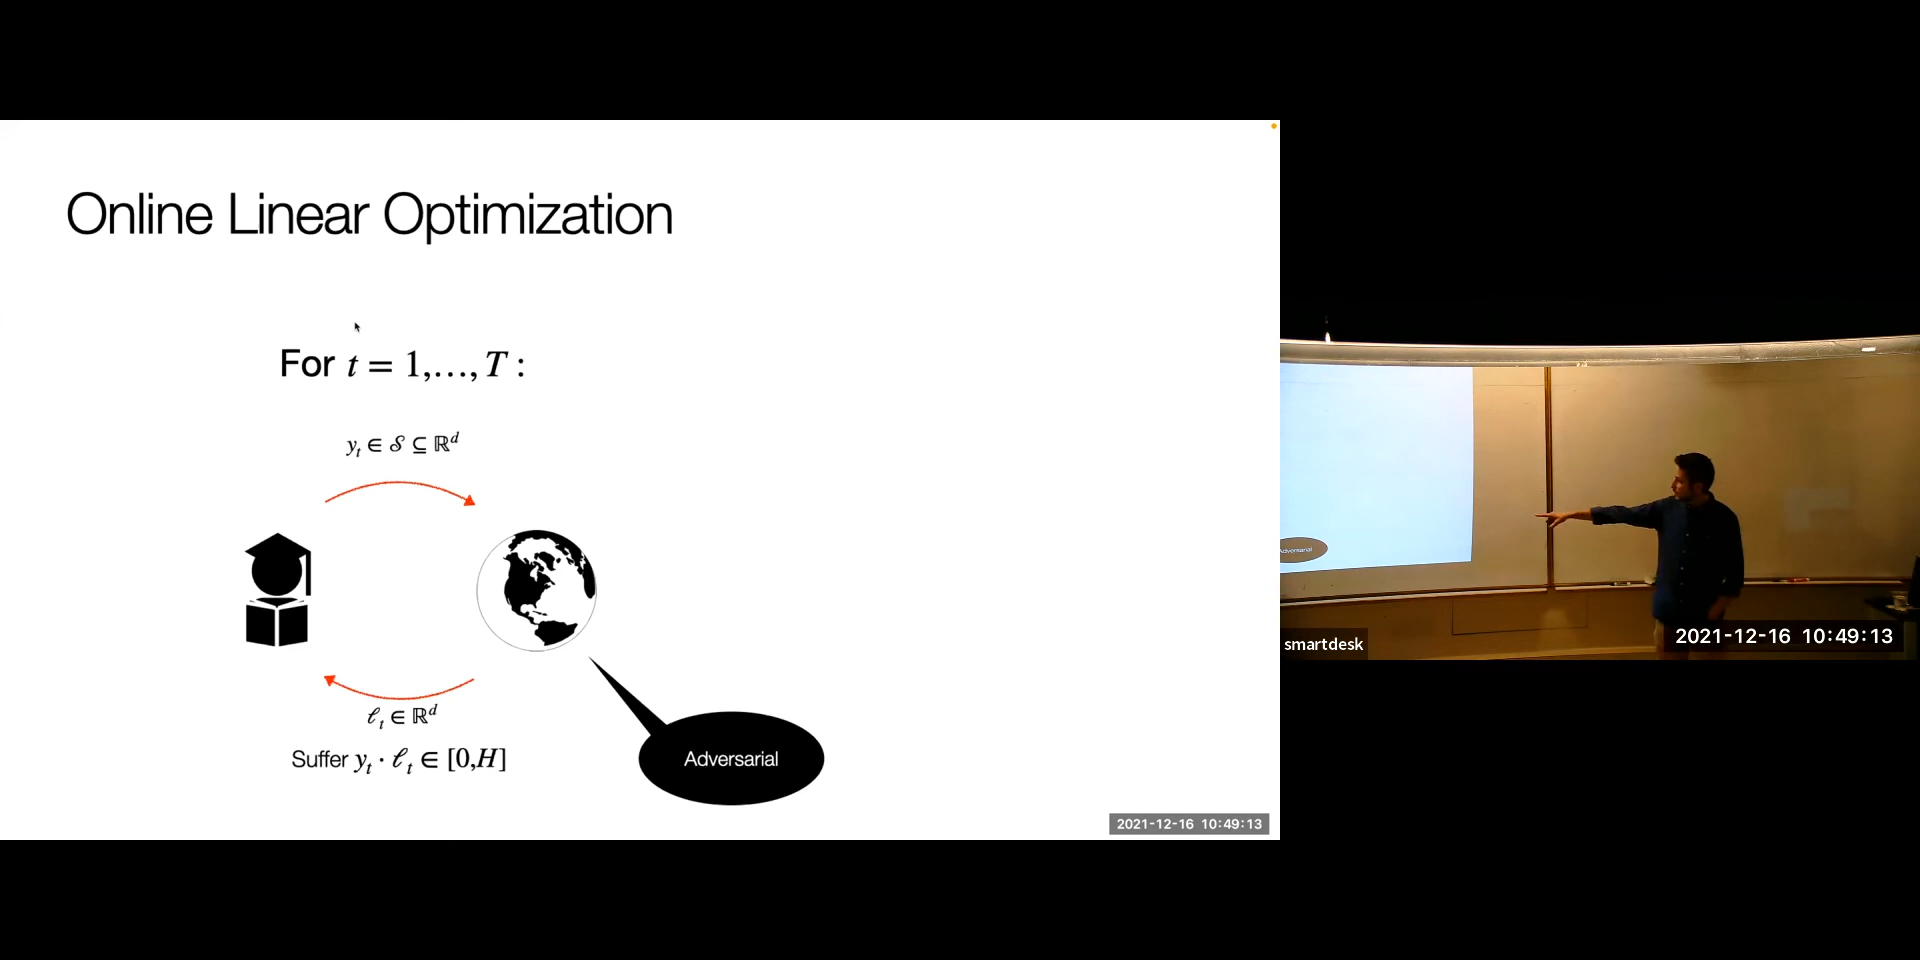 Online Linear Optimization
For t = 1,…, T :
y_t ∈ 𝒮 ⊆ ℝ^d
ℓ_t ∈ ℝ^d
Suffer y_t · ℓ_t ∈ [0,H]
Adversarial
2021-12-16 10:49:13
Adversarial
smartdesk
2021-12-16 10:49:13